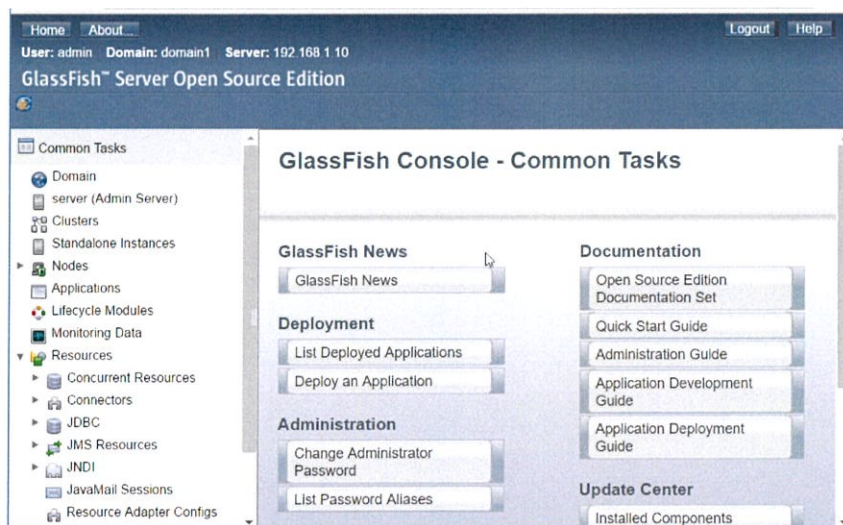 Home About...
Logout Help
User: admin Domain: domain1 Server: 192.168.1.10
GlassFish™ Server Open Source Edition
Common Tasks
Domain
server (Admin Server)
Clusters
Standalone Instances
Nodes
Applications
Lifecycle Modules
Monitoring Data
Resources
Concurrent Resources
Connectors
JDBC
JMS Resources
JNDI
JavaMail Sessions
Resource Adapter Configs
GlassFish Console - Common Tasks
GlassFish News
GlassFish News
Deployment
List Deployed Applications
Deploy an Application
Administration
Change Administrator
Password
List Password Aliases
Documentation
Open Source Edition
Documentation Set
Quick Start Guide
Administration Guide
Application Development
Guide
Application Deployment
Guide
Update Center
Installed Components